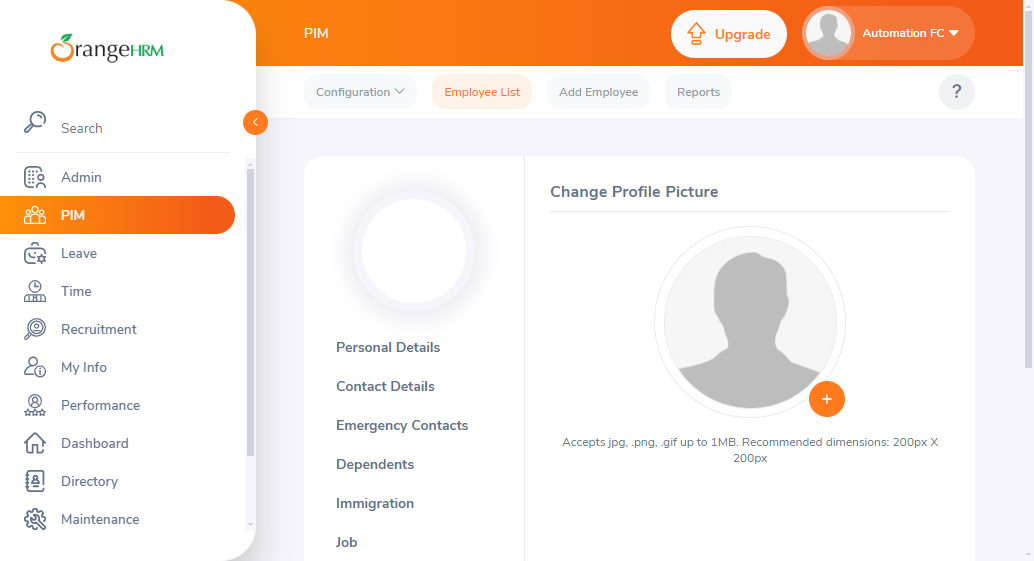 OrangeHRM
Search
Admin
PIM
Leave
Time
Recruitment
My Info
Performance
Dashboard
Directory
Maintenance
PIM
Upgrade
Automation FC
Configuration
Employee List
Add Employee
Reports
?
Personal Details
Contact Details
Emergency Contacts
Dependents
Immigration
Job
Change Profile Picture
+
Accepts jpg, .png, .gif up to 1MB. Recommended dimensions: 200px X
200px